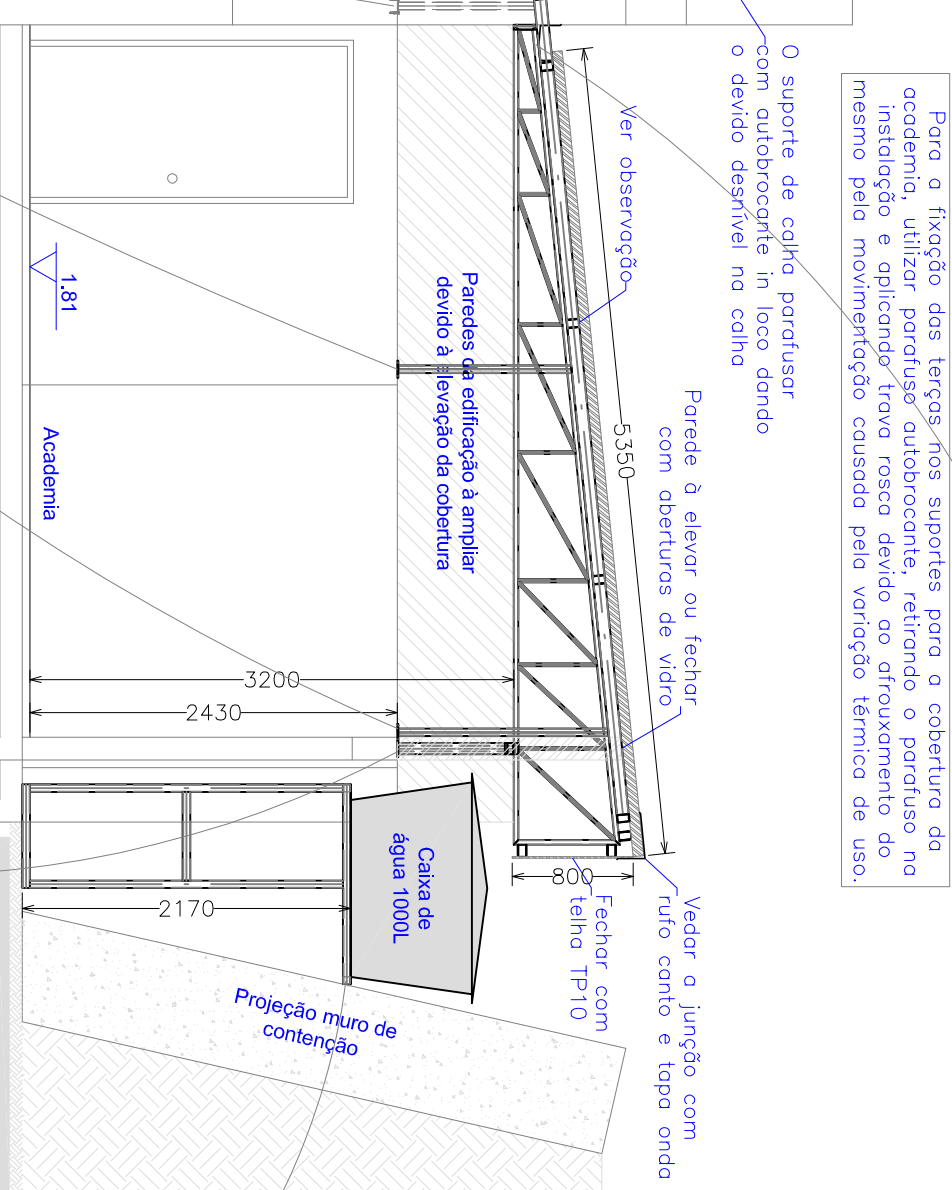 Para a fixação das terças nos suportes para a cobertura da
academia, utilizar parafuso autobrocante, retirando o parafuso na
instalação e aplicando trava rosca devido ao afrouxamento do
mesmo pela movimentação causada pela variação térmica de uso.
O suporte de calha parafusar
com autobrocante in loco dando
o devido desnível na calha
Ver observação
5350
Parede à elevar ou fechar
com aberturas de vidro
Vedar a junção com
rufo canto e tapa onda
Fechar com
telha TP10
800
Paredes da edificação à ampliar
devido à elevação da cobertura
3200
2430
1.81
Academia
Caixa de
água 1000L
2170
Projeção muro de
contenção